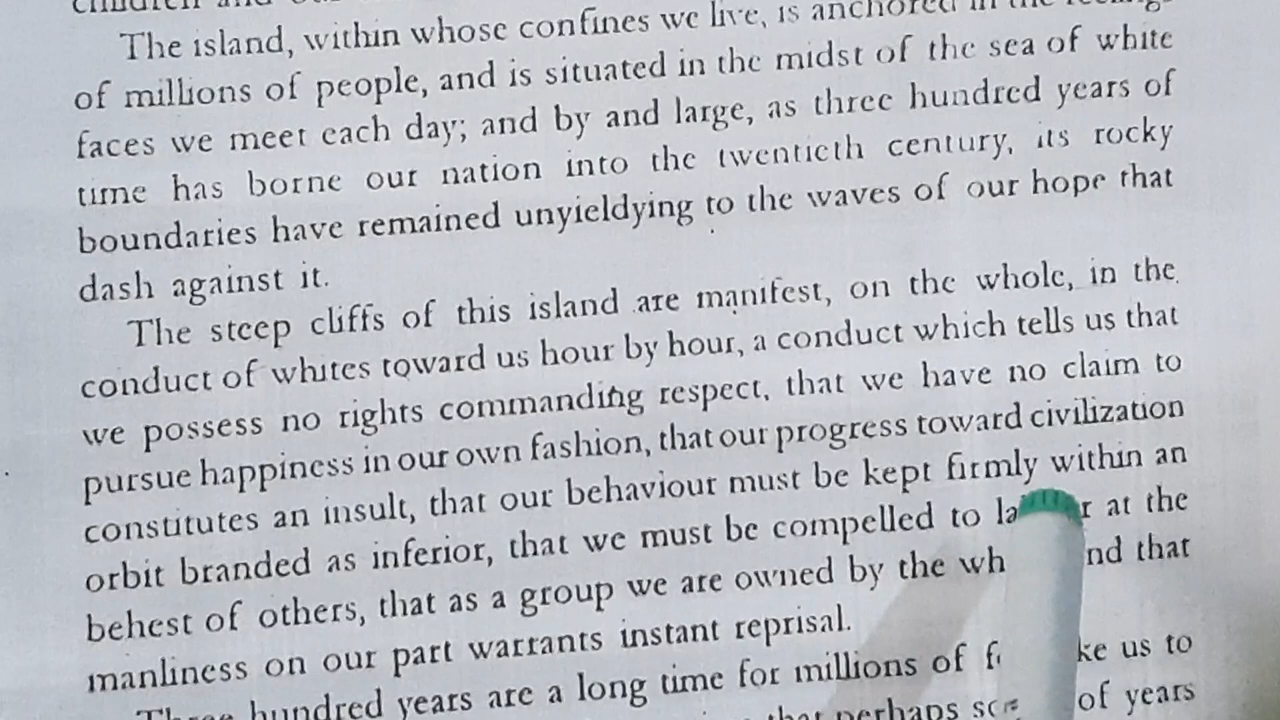 The island, within whose confines we live, is anchored in the
of millions of people, and is situated in the midst of the sea of white
faces we meet each day; and by and large, as three hundred years of
time has borne our nation into the twentieth century, its rocky
boundaries have remained unyieldying to the waves of our hope that
dash against it.
The steep cliffs of this island are manifest, on the whole, in the
conduct of whites toward us hour by hour, a conduct which tells us that
we possess no rights commanding respect, that we have no claim to
pursue happiness in our own fashion, that our progress toward civilization
constitutes an insult, that our behaviour must be kept firmly within an
orbit branded as inferior, that we must be compelled to at the
behest of others, that as a group we are owned by the that
manliness on our part warrants instant reprisal.
Three hundred years are a long time for millions of us to
that perhaps of years